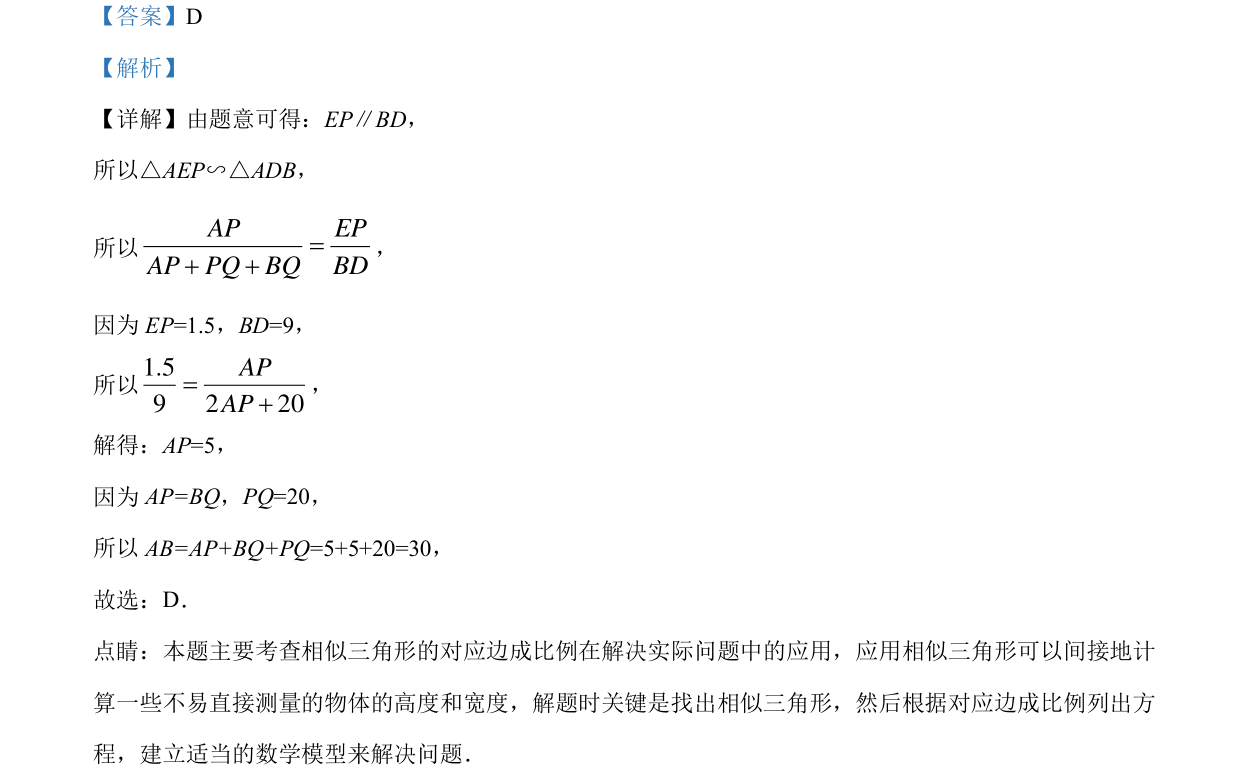 【答案】D
【解析】
【详解】由题意可得：EP∥BD，
所以△AEP∽△ADB，
所以 AP/(AP+PQ+BQ) = EP/BD，
因为 EP=1.5，BD=9，
所以 1.5/9 = AP/(2AP+20)，
解得：AP=5，
因为 AP=BQ，PQ=20，
所以 AB=AP+BQ+PQ=5+5+20=30，
故选：D．
点睛：本题主要考查相似三角形的对应边成比例在解决实际问题中的应用，应用相似三角形可以间接地计
算一些不易直接测量的物体的高度和宽度，解题时关键是找出相似三角形，然后根据对应边成比例列出方
程，建立适当的数学模型来解决问题．